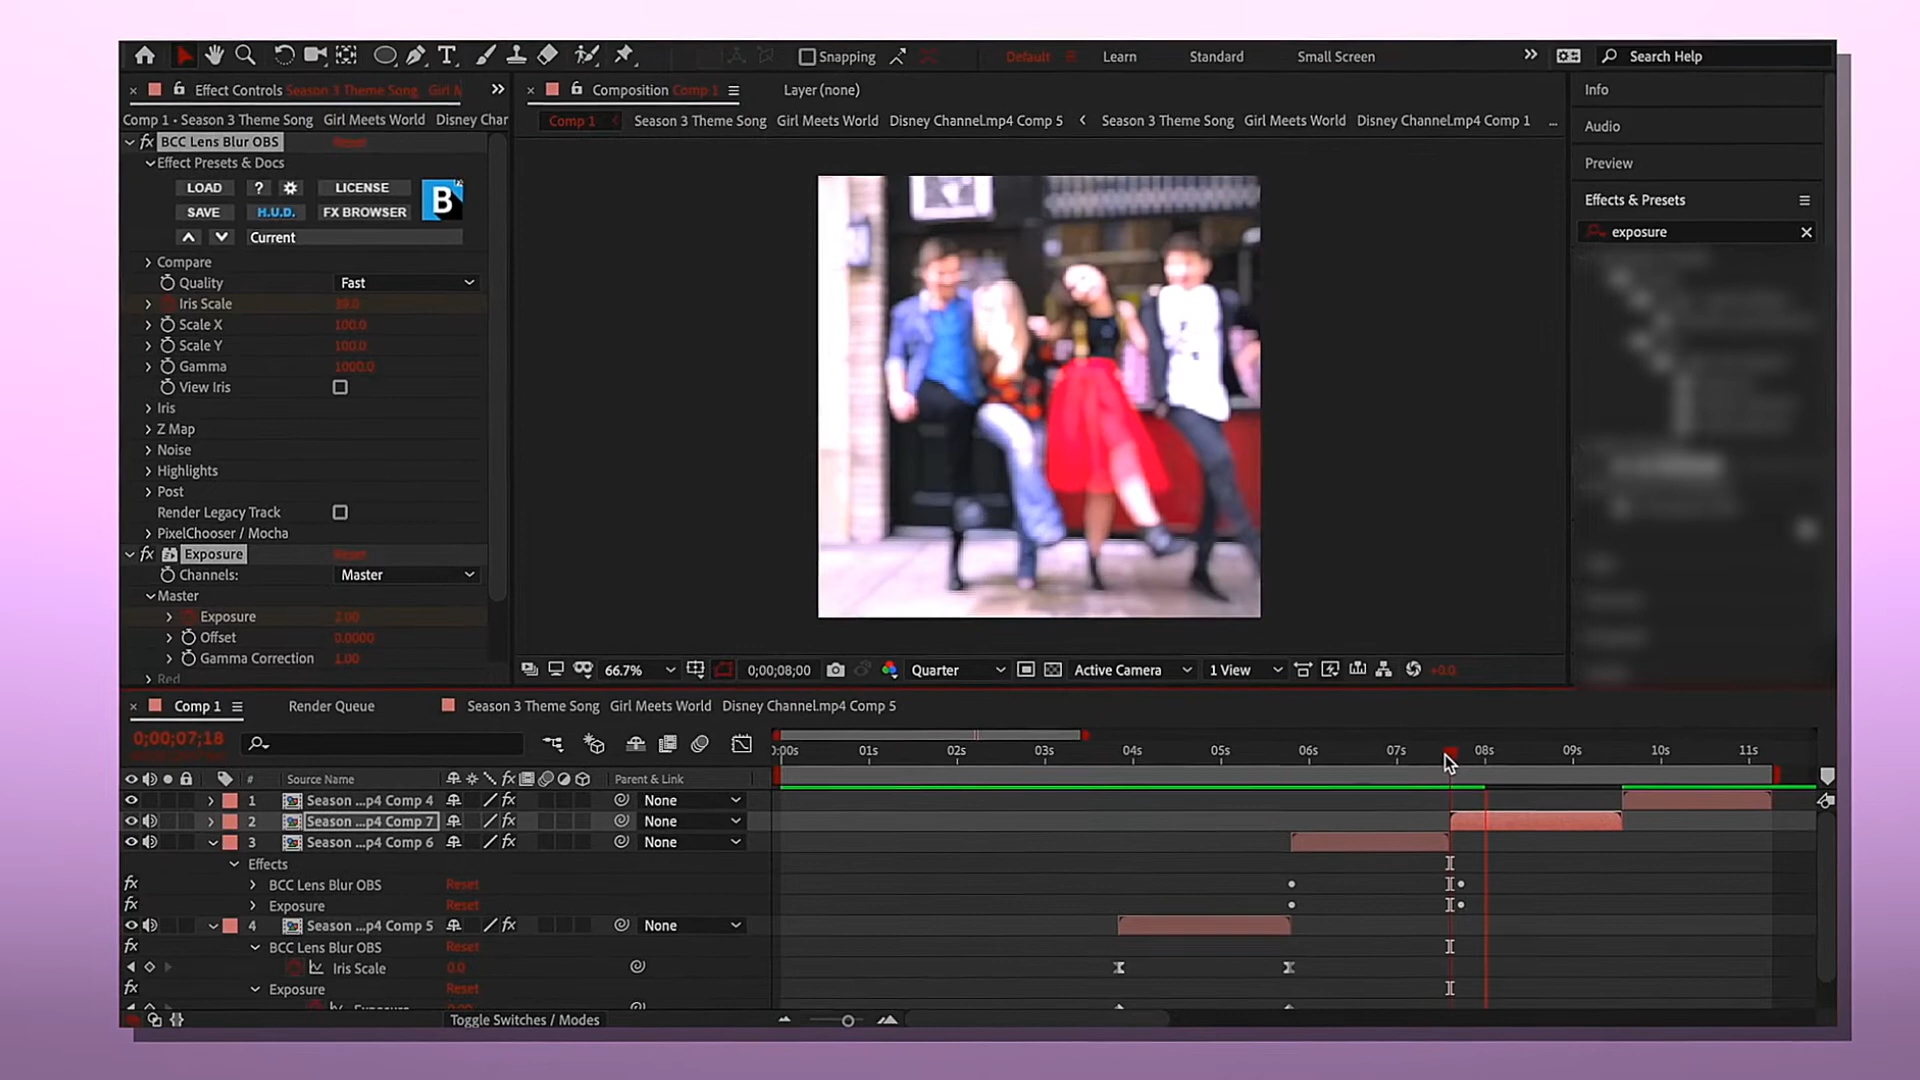 Snapping
Default
Learn
Standard
Small Screen
Search Help
Effect Controls Season 3 Theme Song Girl M
Composition Comp 1
Layer (none)
Info
Comp 1 • Season 3 Theme Song Girl Meets World Disney Char
Comp 1
Season 3 Theme Song Girl Meets World Disney Channel.mp4 Comp 5
Season 3 Theme Song Girl Meets World Disney Channel.mp4 Comp 1
...
Audio
Preview
Effects & Presets
exposure
fx BCC Lens Blur OBS Reset
Effect Presets & Docs
LOAD ? LICENSE B
SAVE H.U.D. FX BROWSER
Current
Compare
Quality Fast
Iris Scale 39.0
Scale X 100.0
Scale Y 100.0
Gamma 1000.0
View Iris
Iris
Z Map
Noise
Highlights
Post
Render Legacy Track
PixelChooser / Mocha
fx Exposure Reset
Channels: Master
Master
Exposure 2.00
Offset 0.0000
Gamma Correction 1.00
Red
66.7% 0;00;08;00 Quarter Active Camera 1 View +0.0
Comp 1
Render Queue
Season 3 Theme Song Girl Meets World Disney Channel.mp4 Comp 5
0;00;07;18
0:00s 01s 02s 03s 04s 05s 06s 07s 08s 09s 10s 11s
# Source Name fx Parent & Link
1 Season ...p4 Comp 4 fx None
2 Season ...p4 Comp 7 fx None
3 Season ...p4 Comp 6 fx None
Effects
fx BCC Lens Blur OBS Reset
fx Exposure Reset
4 Season ...p4 Comp 5 fx None
fx BCC Lens Blur OBS Reset
Iris Scale 0.0
fx Exposure Reset
Toggle Switches / Modes